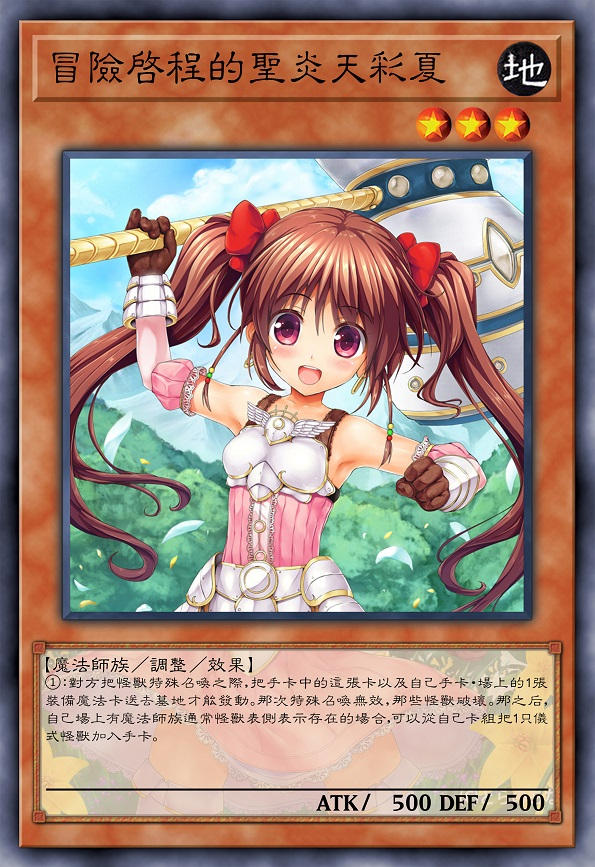 冒險啓程的聖炎天彩夏
地
【魔法師族／調整／效果】
①:對方把怪獸特殊召喚之際,把手卡中的這張卡以及自己手卡・場上的1張
裝備魔法卡送去墓地才能發動。那次特殊召喚無效,那些怪獸破壞。那之后,
自己場上有魔法師族通常怪獸表側表示存在的場合,可以從自己卡組把1只儀
式怪獸加入手卡。
ATK/ 500 DEF/ 500